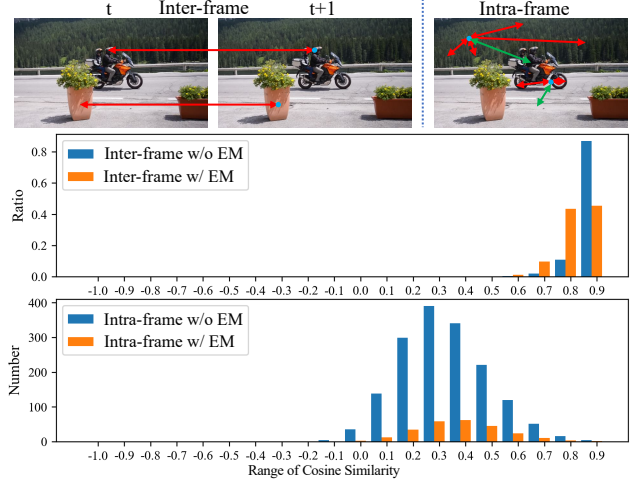 t Inter-frame t+1 Intra-frame
0.8
0.6
0.4
0.2
0.0
Ratio
Inter-frame w/o EM
Inter-frame w/ EM
-1.0 -0.9 -0.8 -0.7 -0.6 -0.5 -0.4 -0.3 -0.2 -0.1 0.0 0.1 0.2 0.3 0.4 0.5 0.6 0.7 0.8 0.9
400
300
200
100
0
Number
Intra-frame w/o EM
Intra-frame w/ EM
-1.0 -0.9 -0.8 -0.7 -0.6 -0.5 -0.4 -0.3 -0.2 -0.1 0.0 0.1 0.2 0.3 0.4 0.5 0.6 0.7 0.8 0.9
Range of Cosine Similarity